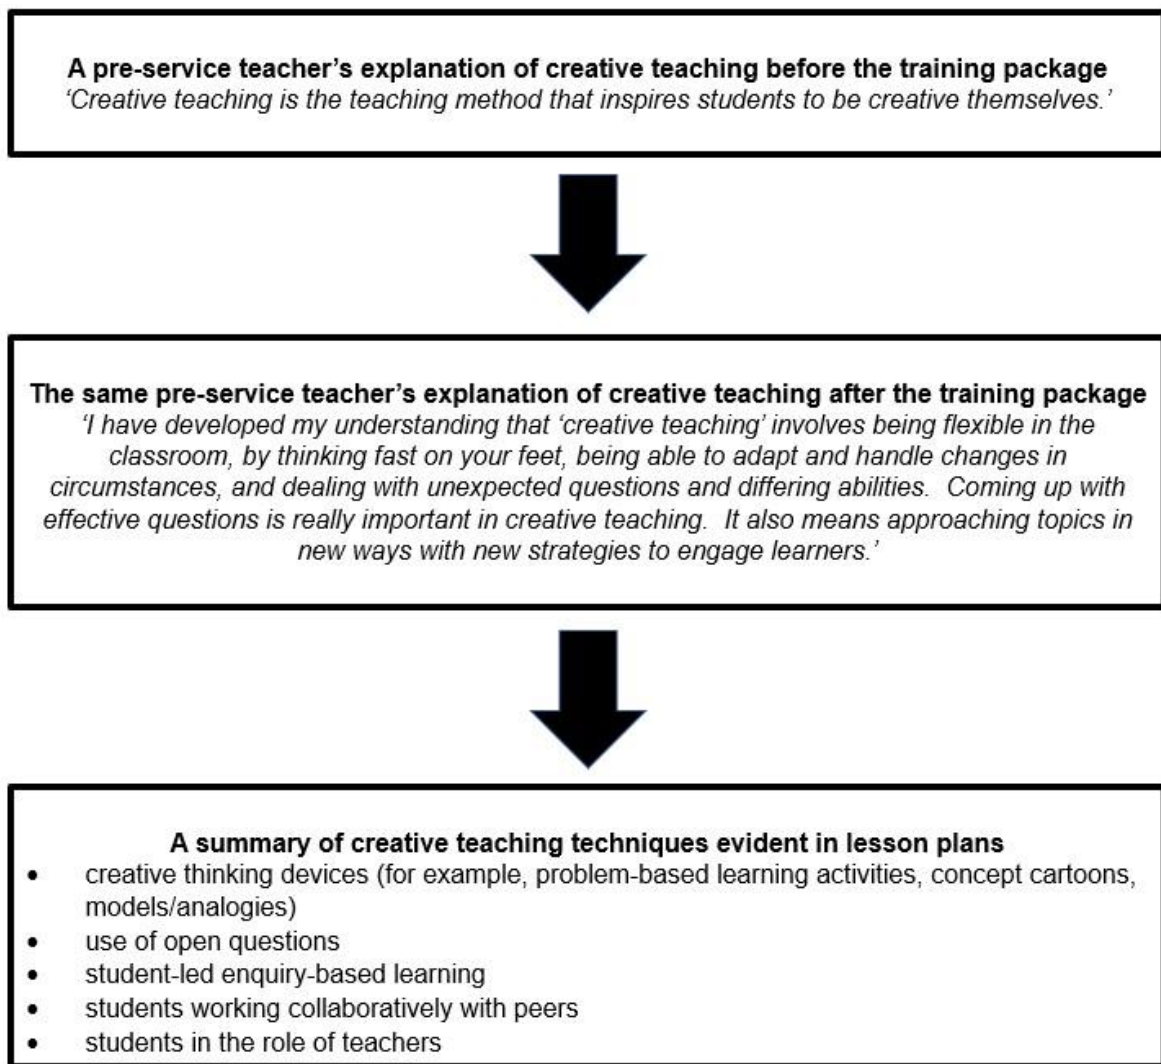 A pre-service teacher’s explanation of creative teaching before the training package
‘Creative teaching is the teaching method that inspires students to be creative themselves.’
The same pre-service teacher’s explanation of creative teaching after the training package
‘I have developed my understanding that ‘creative teaching’ involves being flexible in the
classroom, by thinking fast on your feet, being able to adapt and handle changes in
circumstances, and dealing with unexpected questions and differing abilities.  Coming up with
effective questions is really important in creative teaching.  It also means approaching topics in
new ways with new strategies to engage learners.’
A summary of creative teaching techniques evident in lesson plans
• creative thinking devices (for example, problem-based learning activities, concept cartoons,
models/analogies)
• use of open questions
• student-led enquiry-based learning
• students working collaboratively with peers
• students in the role of teachers